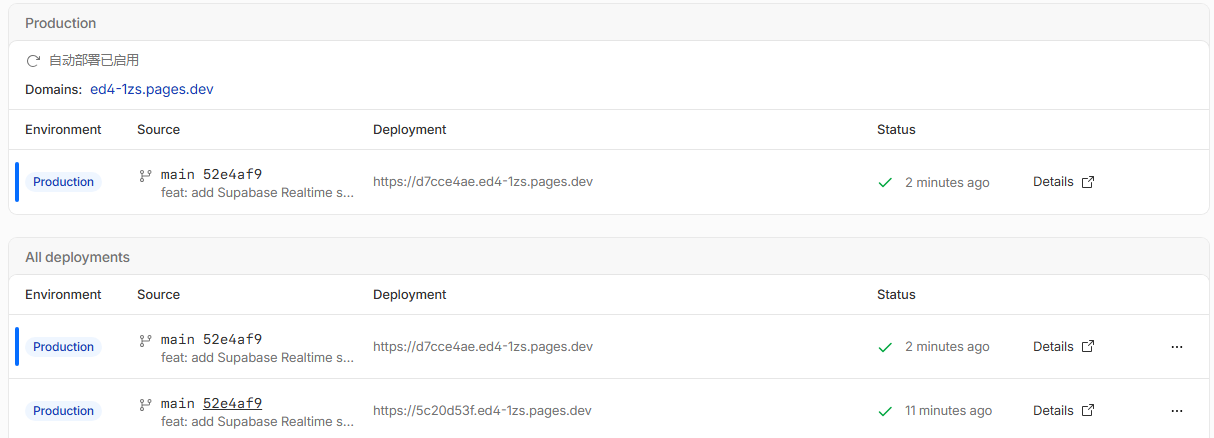 Production
自动部署已启用
Domains: ed4-1zs.pages.dev
Environment Source Deployment Status
Production main 52e4af9 https://d7cce4ae.ed4-1zs.pages.dev 2 minutes ago Details
feat: add Supabase Realtime s...
All deployments
Environment Source Deployment Status
Production main 52e4af9 https://d7cce4ae.ed4-1zs.pages.dev 2 minutes ago Details ...
feat: add Supabase Realtime s...
Production main 52e4af9 https://5c20d53f.ed4-1zs.pages.dev 11 minutes ago Details ...
feat: add Supabase Realtime s...